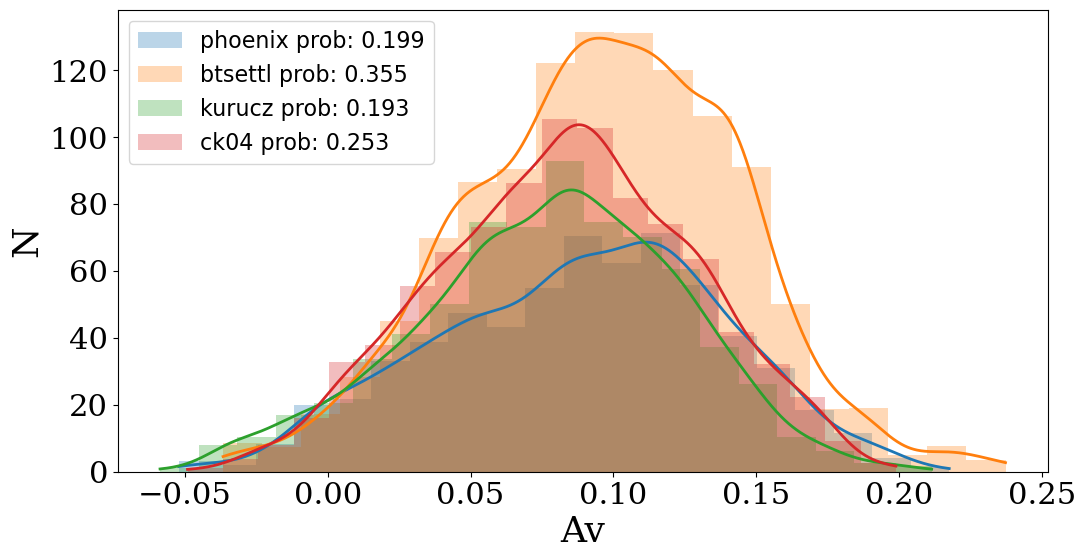 phoenix prob: 0.199
btsettl prob: 0.355
kurucz prob: 0.193
ck04 prob: 0.253
N
120
100
80
60
40
20
0
−0.05 0.00 0.05 0.10 0.15 0.20 0.25
Av